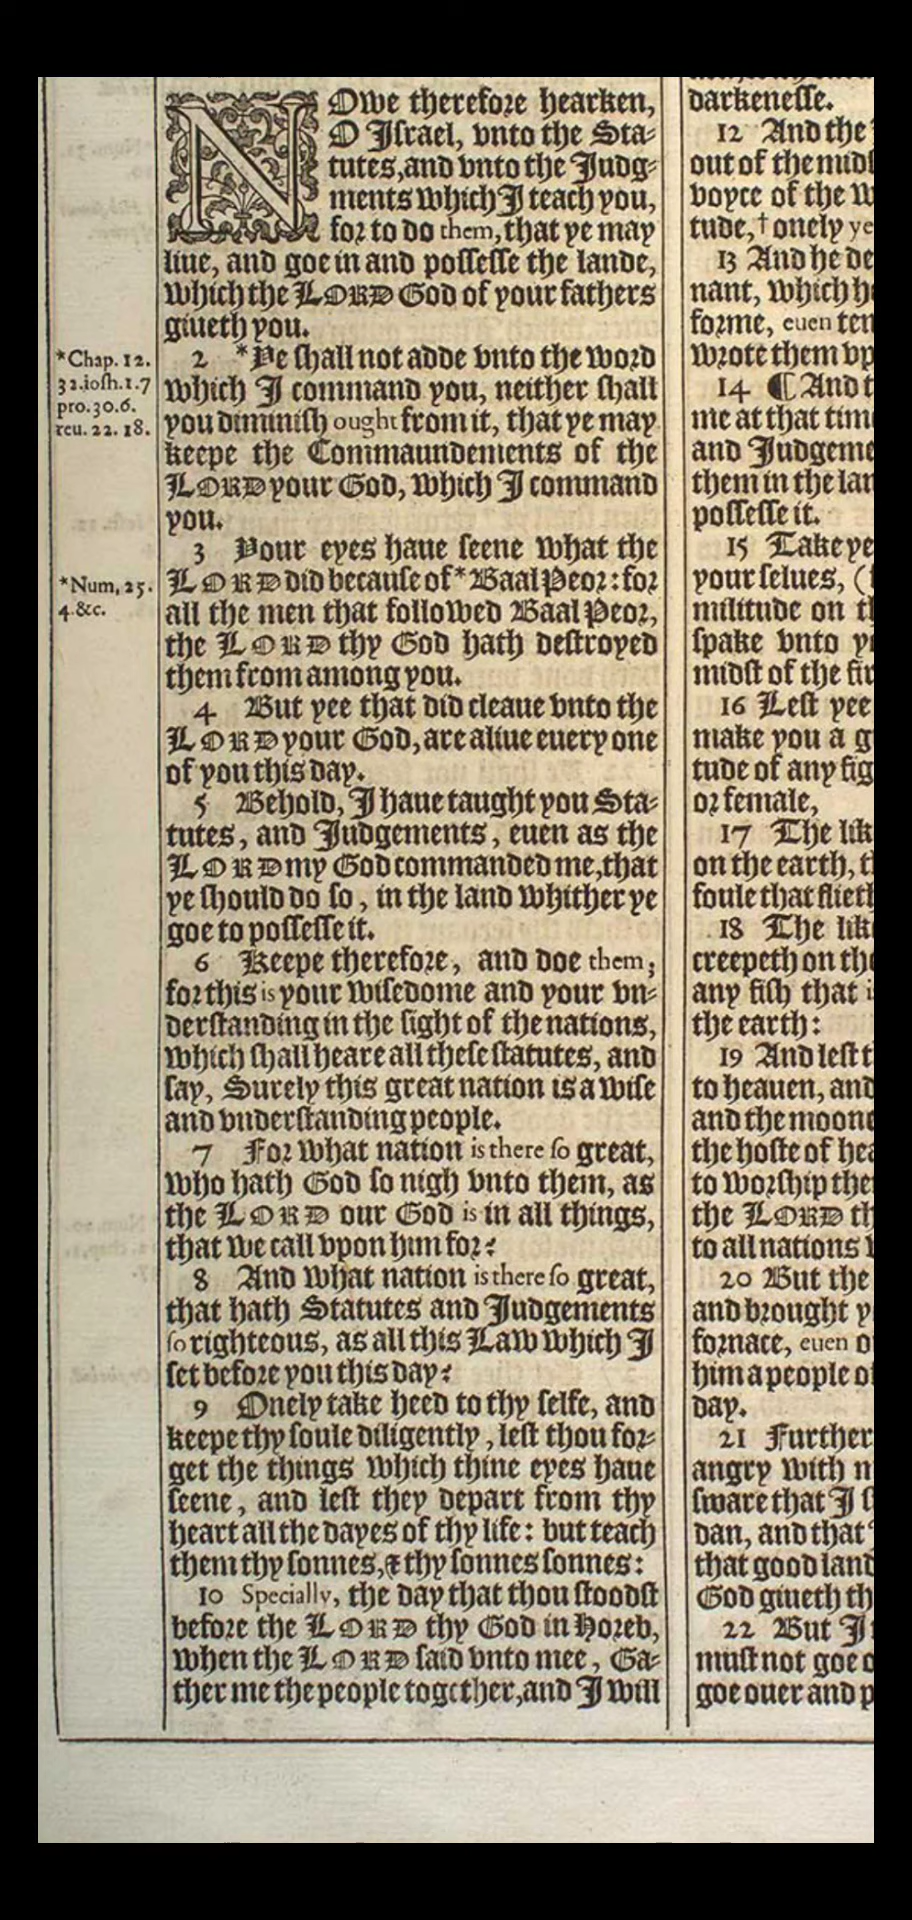 NOwe therefore hearken,
O Israel, vnto the Sta-
tutes,and vnto the Iudg-
ments which I teach you,
for to do them, that ye may
liue, and goe in and possesse the lande,
which the LORD God of your fathers
giueth you.
2 *Ye shall not adde vnto the word
which I command you, neither shall
you diminish ought from it, that ye may
keepe the Commaundements of the
LORD your God, which I command
you.
3 Your eyes haue seene what the
LORD did because of *Baal Peor: for
all the men that followed Baal Peor,
the LORD thy God hath destroyed
them from among you.
4 But yee that did cleaue vnto the
LORD your God, are aliue euery one
of you this day.
5 Behold, I haue taught you Sta-
tutes, and Iudgements, euen as the
LORD my God commanded me, that
ye should do so, in the land whither ye
goe to possesse it.
6 Keepe therefore, and doe them;
for this is your wisedome and your vn-
derstanding in the sight of the nations,
which shall heare all these statutes, and
say, Surely this great nation is a wise
and vnderstanding people.
7 For what nation is there so great,
who hath God so nigh vnto them, as
the LORD our God is in all things,
that we call vpon him for?
8 And what nation is there so great,
that hath Statutes and Iudgements
so righteous, as all this Law which I
set before you this day?
9 Onely take heed to thy selfe, and
keepe thy soule diligently, lest thou for-
get the things which thine eyes haue
seene, and lest they depart from thy
heart all the dayes of thy life: but teach
them thy sonnes, & thy sonnes sonnes:
10 Specially, the day that thou stoodst
before the LORD thy God in Horeb,
when the LORD said vnto mee, Ga-
ther me the people together, and I will
*Chap. 12.
32.iosh.1.7
pro.30.6.
reu. 22. 18.
*Num, 25.
4.&c.
darkenesse.
12 And the
out of the
voyce of the
tude,† onely ye
13 And he
nant, which
forme, euen ten
wrote them
14 ¶ And
me at that
and
them in the
possesse it.
15 Take ye
your selues,
militude on
spake vnto
midst of the
16 Lest yee
make you a
tude of any
or female,
17 The
on the earth,
foule that
18 The
creepeth on
any fish that
the earth:
19 And lest
to heauen, and
and the moone
the hoste of
to worship
the LORD
to all nations
20 But the
and brought
fornace, euen
him a people
day.
21 Further
angry with
sware that I
dan, and that
that good land
God giueth
22 But I
must not goe
goe ouer and